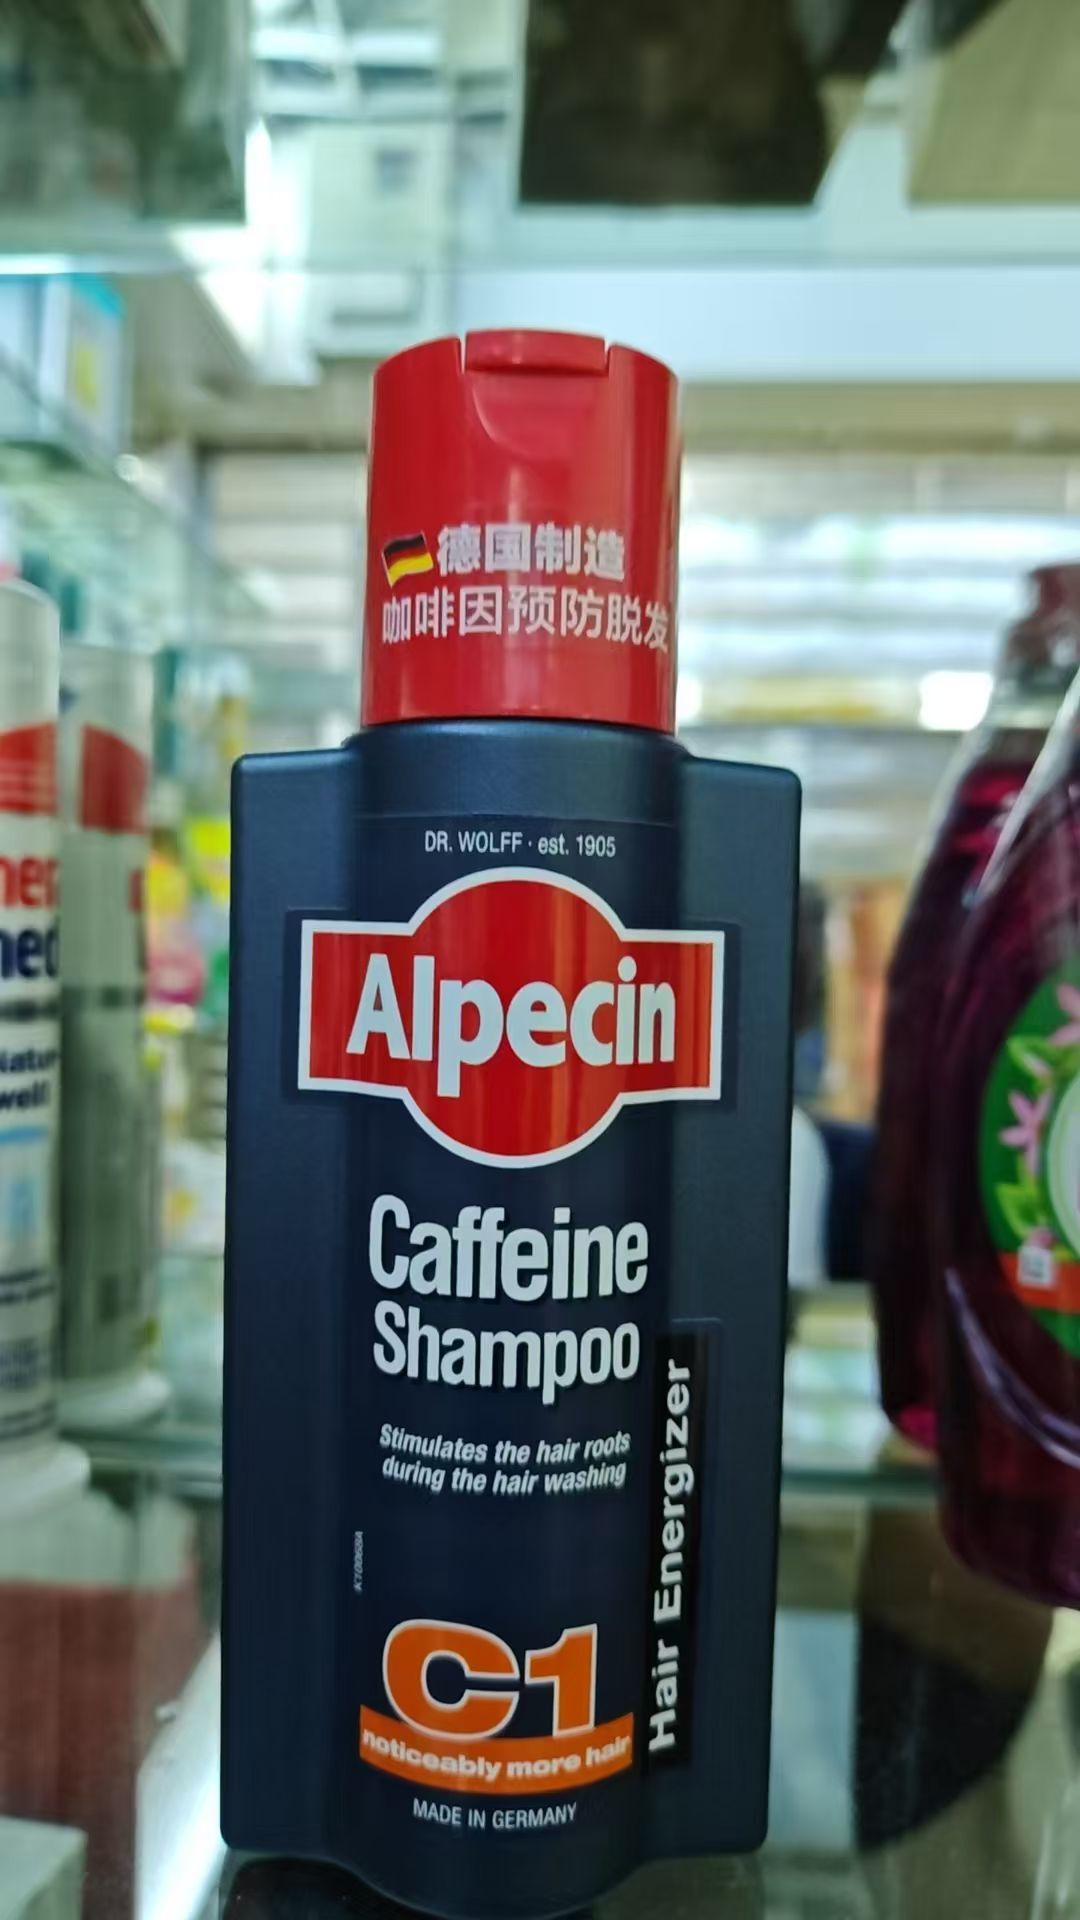 德国制造
咖啡因预防脱发
DR. WOLFF · est. 1905
Alpecin
Caffeine
Shampoo
Stimulates the hair roots
during the hair washing
Hair Energizer
C1
noticeably more hair
MADE IN GERMANY